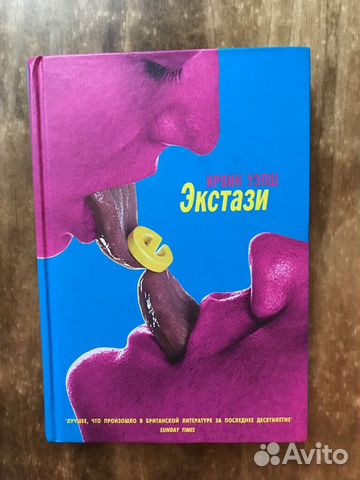 ИРВИН УЭЛШ
Экстази
e
'ЛУЧШЕЕ, ЧТО ПРОИЗОШЛО В БРИТАНСКОЙ ЛИТЕРАТУРЕ ЗА ПОСЛЕДНЕЕ ДЕСЯТИЛЕТИЕ'
SUNDAY TIMES
Avito